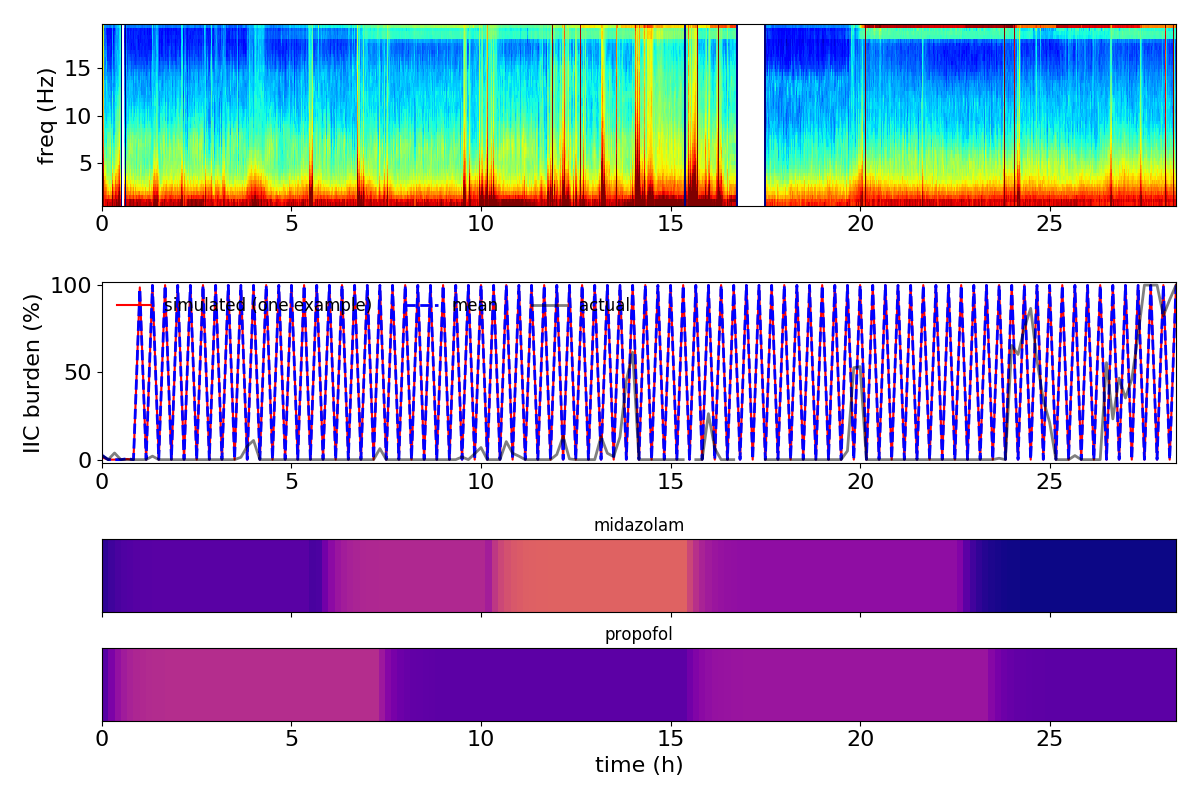 freq (Hz)
15
10
5
0 5 10 15 20 25
IIC burden (%)
100
50
0
simulated (one example) mean actual
0 5 10 15 20 25
midazolam
propofol
0 5 10 15 20 25
time (h)